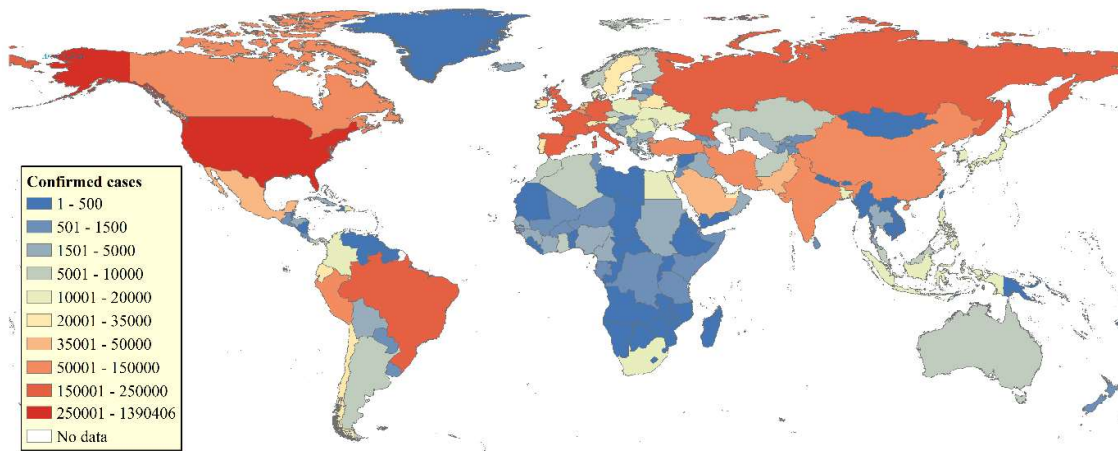 Confirmed cases
1 - 500
501 - 1500
1501 - 5000
5001 - 10000
10001 - 20000
20001 - 35000
35001 - 50000
50001 - 150000
150001 - 250000
250001 - 1390406
No data